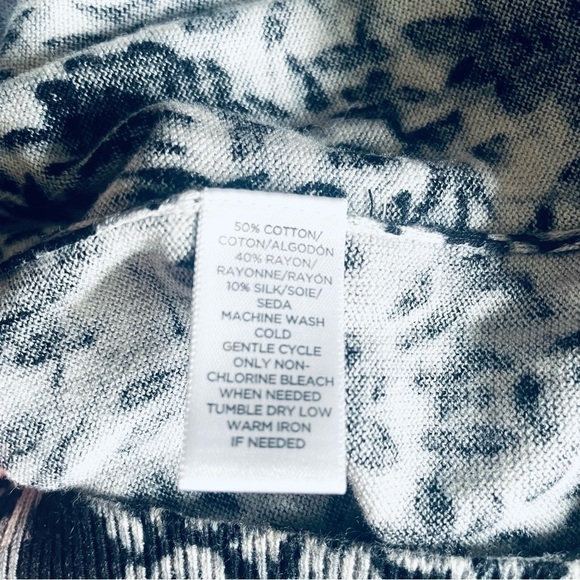 50% COTTON/
COTON/ALGODÓN
40% RAYON/
RAYONNE/RAYÓN
10% SILK/SOIE/
SEDA
MACHINE WASH
COLD
GENTLE CYCLE
ONLY NON-
CHLORINE BLEACH
WHEN NEEDED
TUMBLE DRY LOW
WARM IRON
IF NEEDED